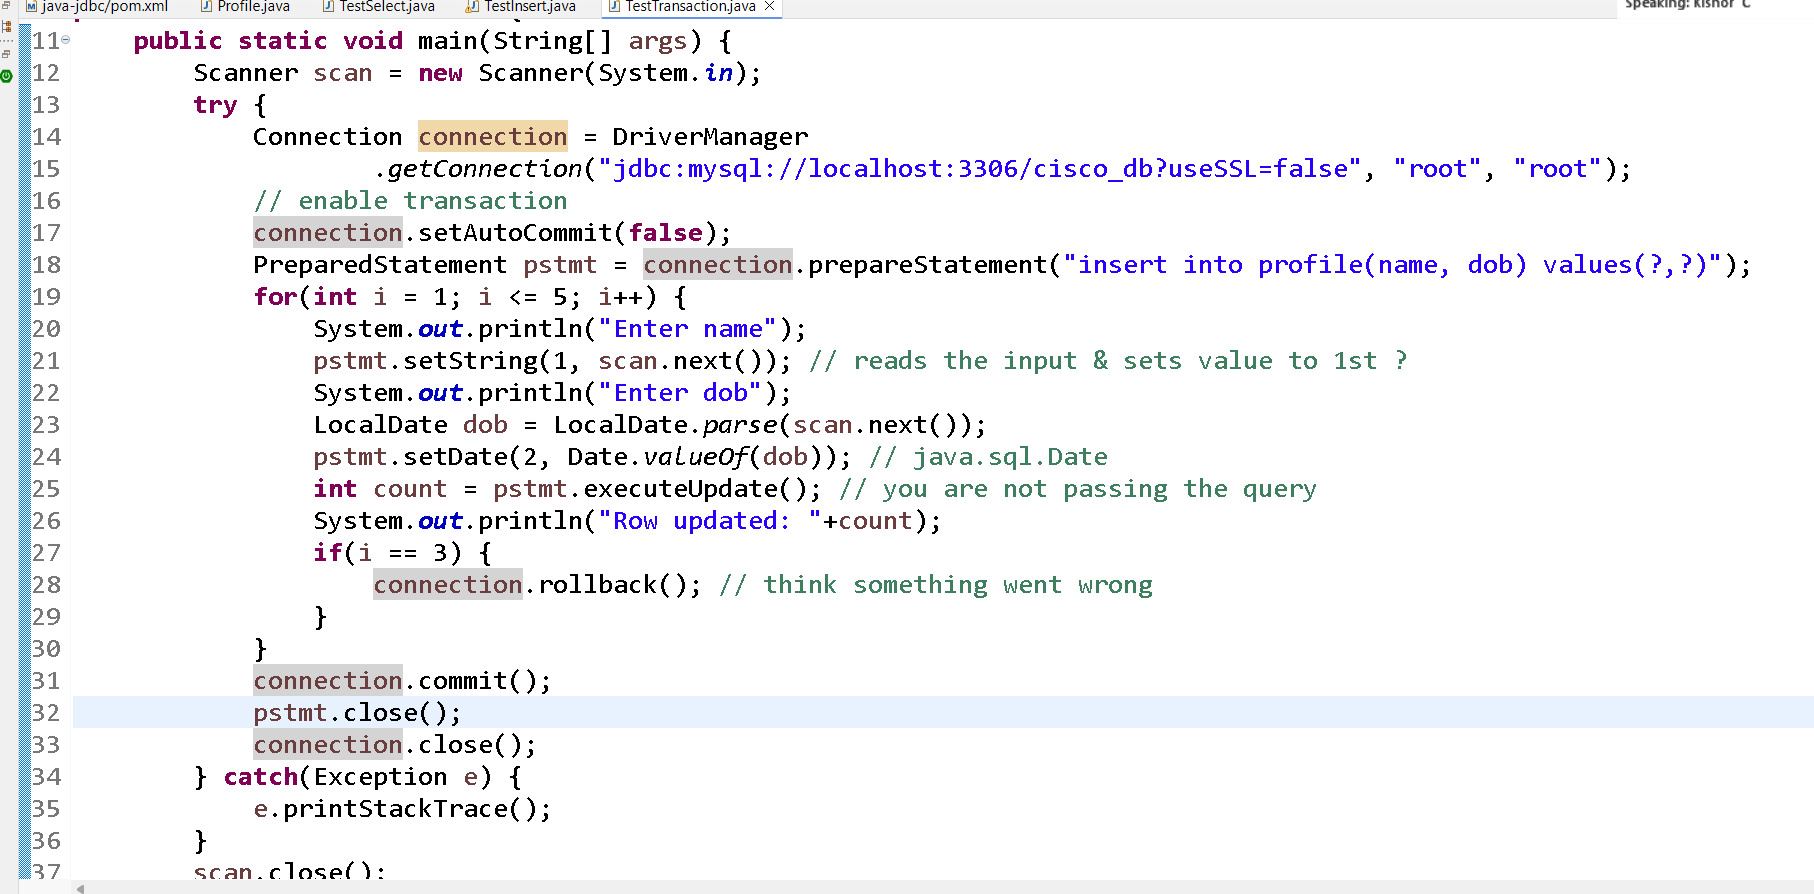 java-jdbc/pom.xml Profile.java TestSelect.java TestInsert.java TestTransaction.java
Speaking: Kishor C
11 public static void main(String[] args) {
12 Scanner scan = new Scanner(System.in);
13 try {
14 Connection connection = DriverManager
15 .getConnection("jdbc:mysql://localhost:3306/cisco_db?useSSL=false", "root", "root");
16 // enable transaction
17 connection.setAutoCommit(false);
18 PreparedStatement pstmt = connection.prepareStatement("insert into profile(name, dob) values(?,?)");
19 for(int i = 1; i <= 5; i++) {
20 System.out.println("Enter name");
21 pstmt.setString(1, scan.next()); // reads the input & sets value to 1st ?
22 System.out.println("Enter dob");
23 LocalDate dob = LocalDate.parse(scan.next());
24 pstmt.setDate(2, Date.valueOf(dob)); // java.sql.Date
25 int count = pstmt.executeUpdate(); // you are not passing the query
26 System.out.println("Row updated: "+count);
27 if(i == 3) {
28 connection.rollback(); // think something went wrong
29 }
30 }
31 connection.commit();
32 pstmt.close();
33 connection.close();
34 } catch(Exception e) {
35 e.printStackTrace();
36 }
37 scan.close();